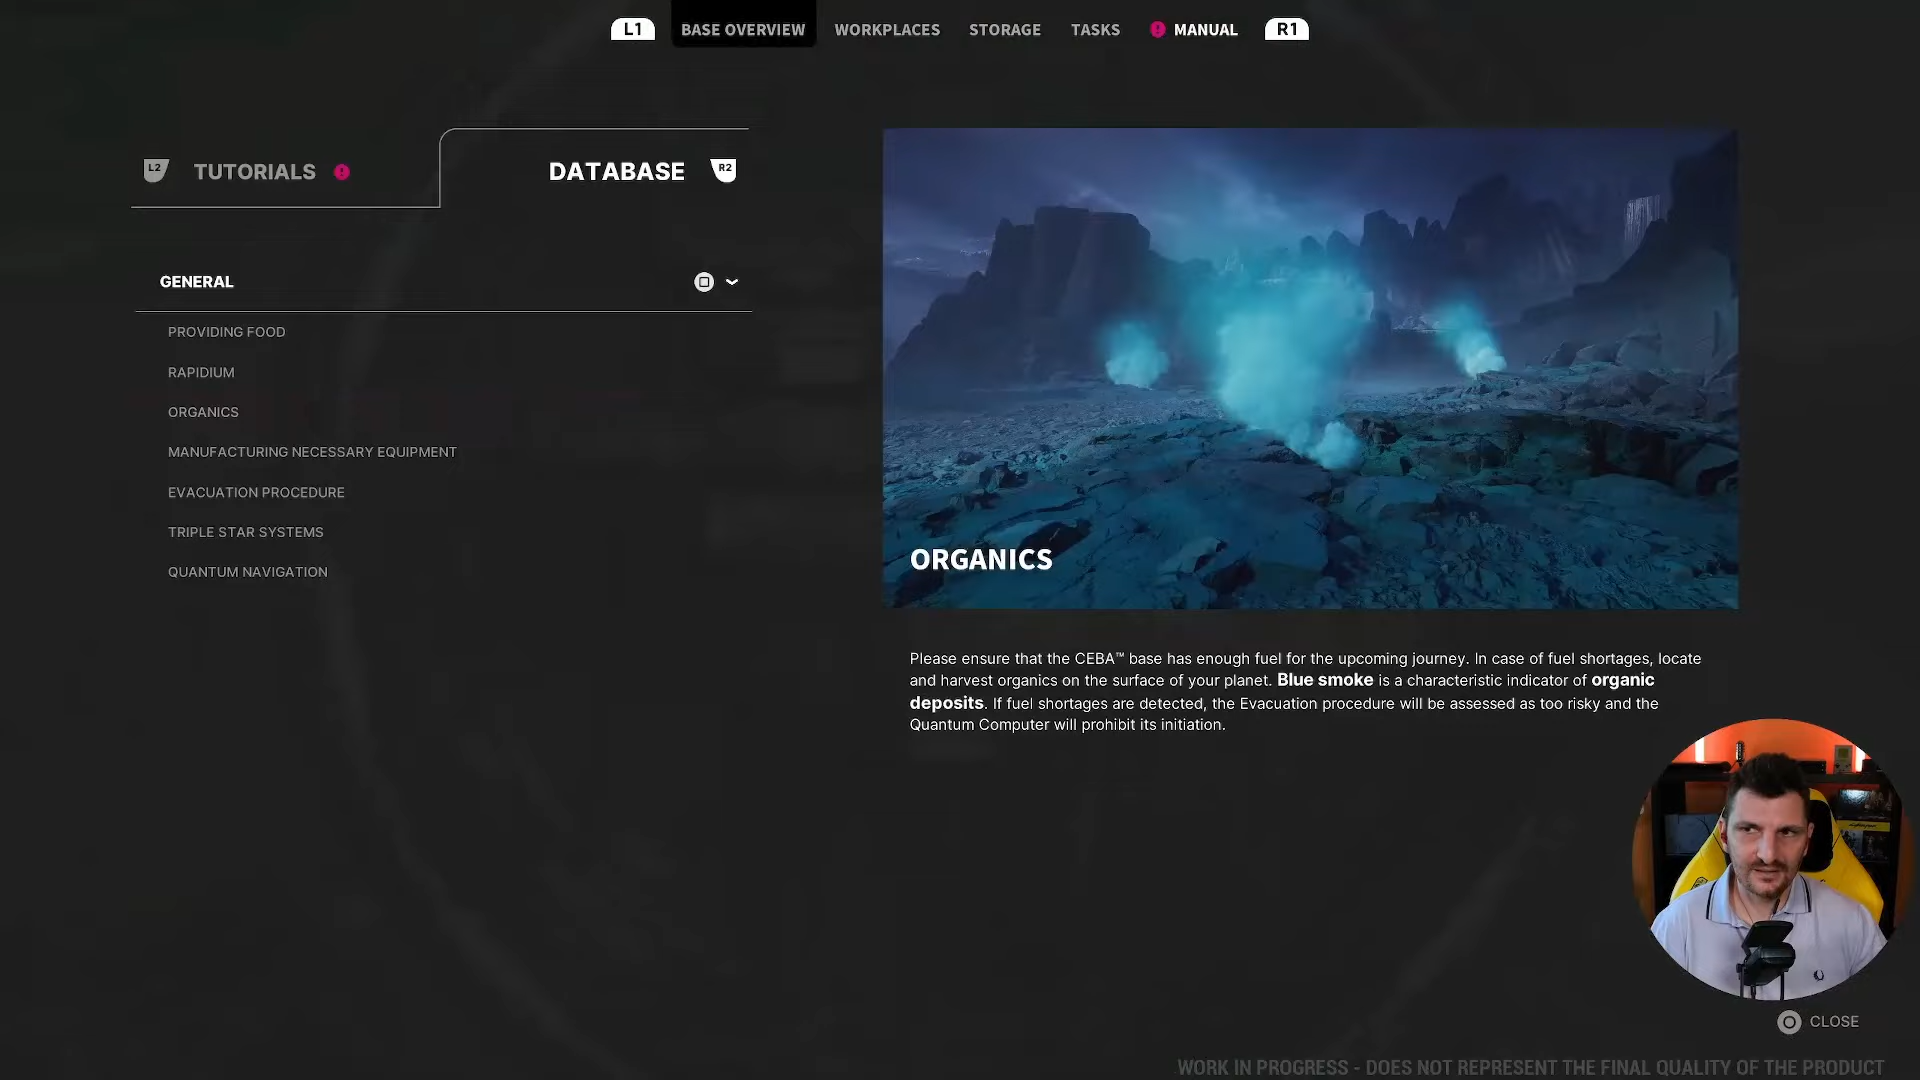 L1 BASE OVERVIEW WORKPLACES STORAGE TASKS ! MANUAL R1
L2 TUTORIALS ! DATABASE R2
GENERAL
PROVIDING FOOD
RAPIDIUM
ORGANICS
MANUFACTURING NECESSARY EQUIPMENT
EVACUATION PROCEDURE
TRIPLE STAR SYSTEMS
QUANTUM NAVIGATION
ORGANICS
Please ensure that the CEBA™ base has enough fuel for the upcoming journey. In case of fuel shortages, locate
and harvest organics on the surface of your planet. Blue smoke is a characteristic indicator of organic
deposits. If fuel shortages are detected, the Evacuation procedure will be assessed as too risky and the
Quantum Computer will prohibit its initiation.
CLOSE
WORK IN PROGRESS - DOES NOT REPRESENT THE FINAL QUALITY OF THE PRODUCT